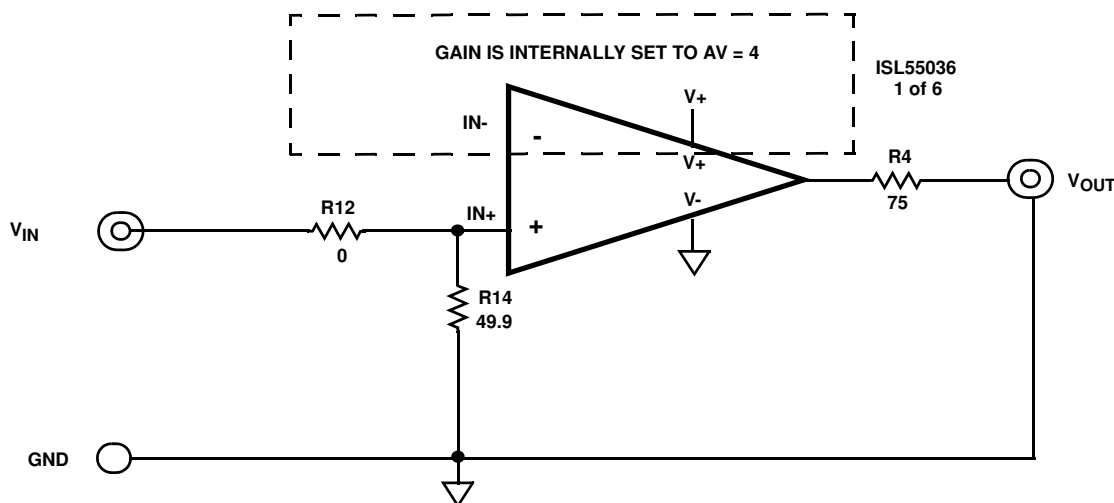 GAIN IS INTERNALLY SET TO AV = 4
ISL55036
1 of 6
V+
IN-
-
V+
R4
75
V-
VOUT
R12
0
IN+
+
VIN
R14
49.9
GND